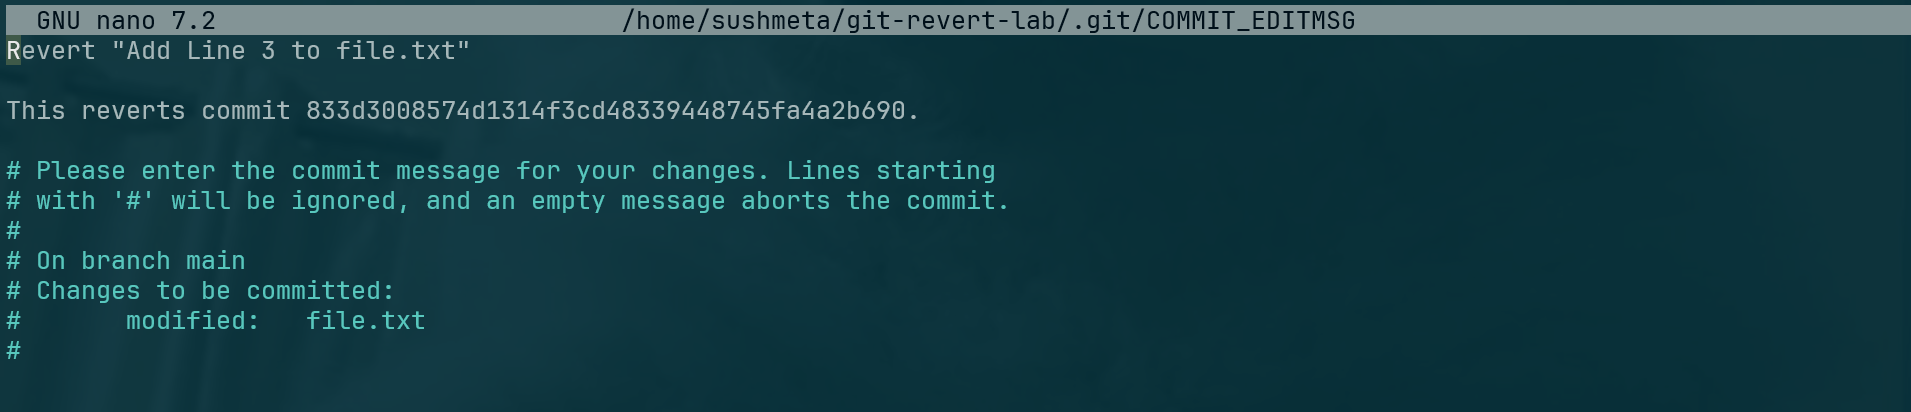 GNU nano 7.2 /home/sushmeta/git-revert-lab/.git/COMMIT_EDITMSG
Revert "Add Line 3 to file.txt"
This reverts commit 833d3008574d1314f3cd48339448745fa4a2b690.
# Please enter the commit message for your changes. Lines starting
# with '#' will be ignored, and an empty message aborts the commit.
#
# On branch main
# Changes to be committed:
#       modified:   file.txt
#